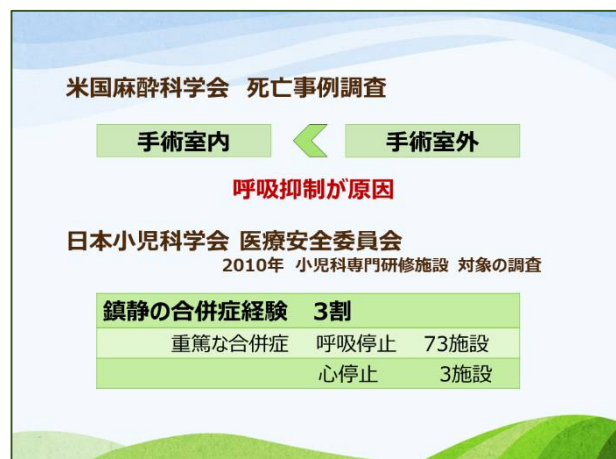 米国麻酔科学会 死亡事例調査
手術室内 < 手術室外
呼吸抑制が原因
日本小児科学会 医療安全委員会
2010年 小児科専門研修施設 対象の調査
鎮静の合併症経験 3割
重篤な合併症 呼吸停止 73施設
心停止 3施設